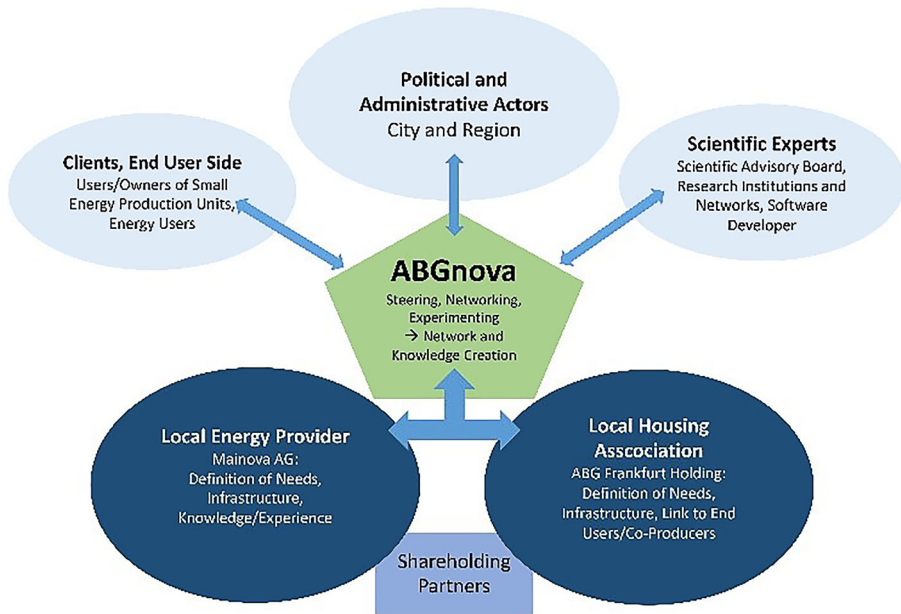 Political and
Administrative Actors
City and Region
Clients, End User Side
Users/Owners of Small
Energy Production Units,
Energy Users
Scientific Experts
Scientific Advisory Board,
Research Institutions and
Networks, Software
Developer
ABGnova
Steering, Networking,
Experimenting
→ Network and
Knowledge Creation
Local Energy Provider
Mainova AG:
Definition of Needs,
Infrastructure,
Knowledge/Experience
Local Housing
Asscociation
ABG Frankfurt Holding:
Definition of Needs,
Infrastructure, Link to End
Users/Co-Producers
Shareholding
Partners